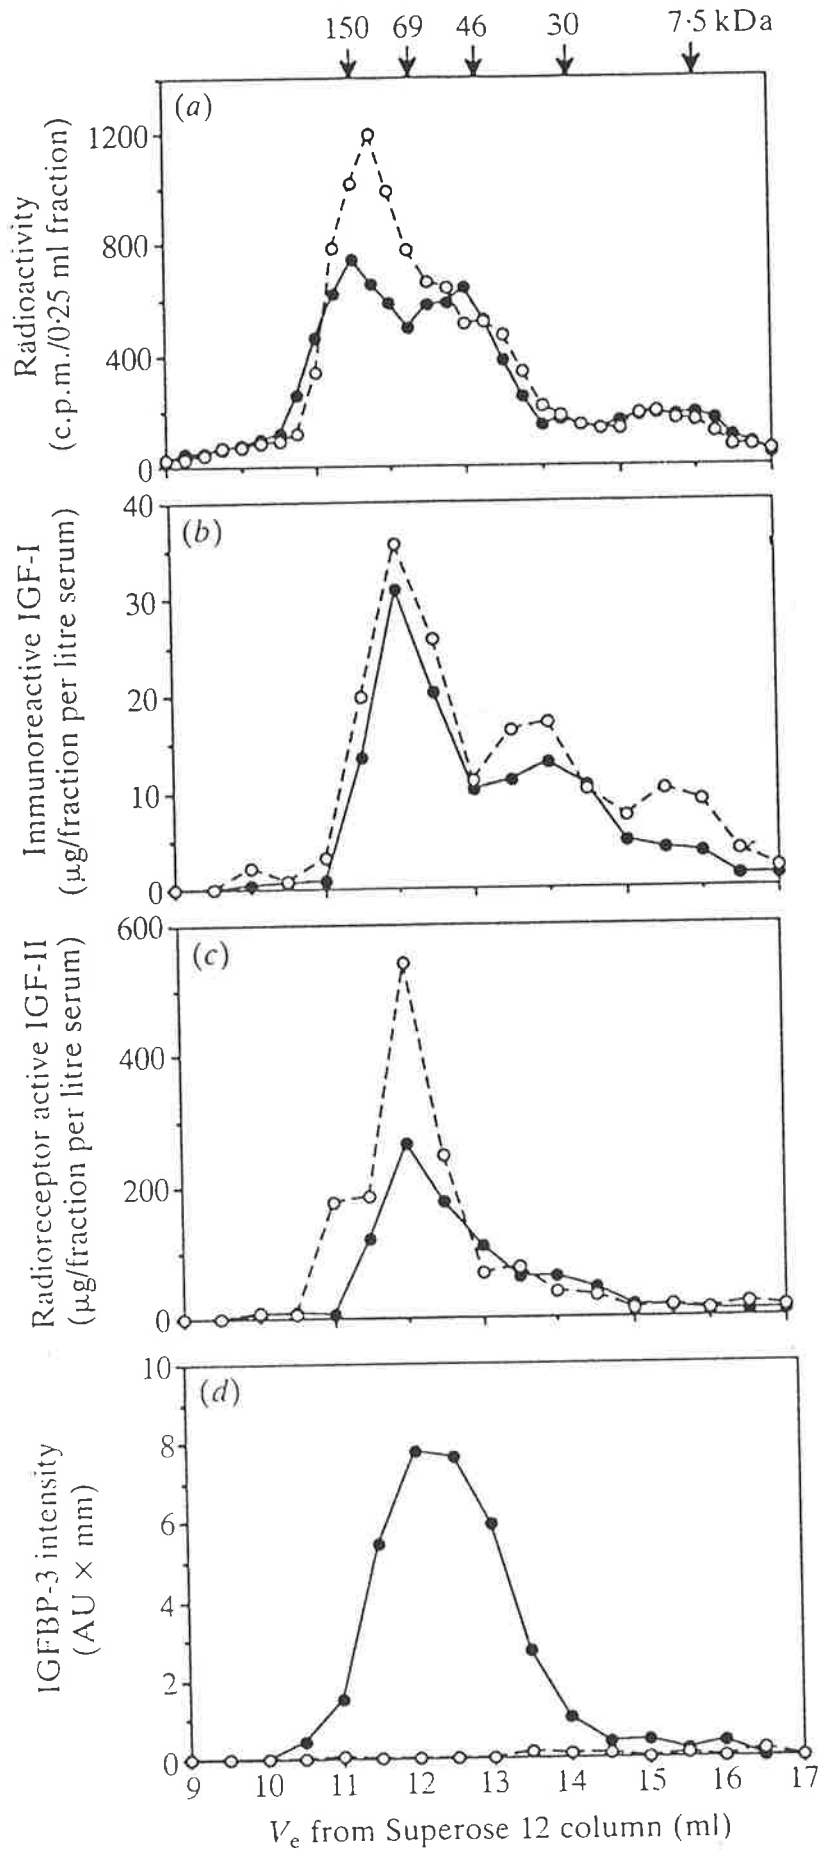 150 69 46 30 7·5 kDa
(a)
1200
800
400
0
Radioactivity
(c.p.m./0·25 ml fraction)
(b)
40
30
20
10
0
Immunoreactive IGF-I
(µg/fraction per litre serum)
(c)
600
400
200
0
Radioreceptor active IGF-II
(µg/fraction per litre serum)
(d)
10
8
6
4
2
0
IGFBP-3 intensity
(AU × mm)
9 10 11 12 13 14 15 16 17
Ve from Superose 12 column (ml)